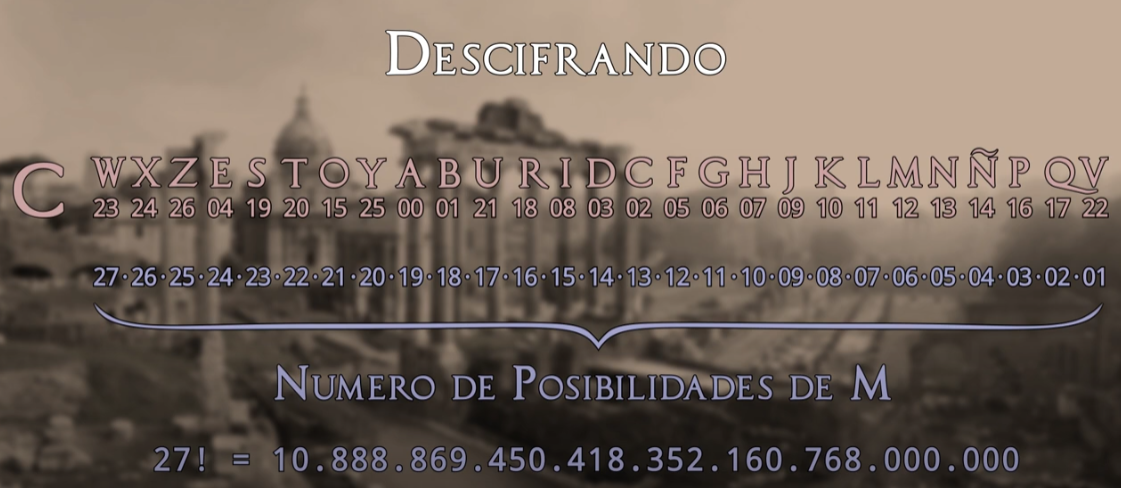 DESCIFRANDO
C W X Z E S T O Y A B U R I D C F G H J K L M N Ñ P Q V
23 24 26 04 19 20 15 25 00 01 21 18 08 03 02 05 06 07 09 10 11 12 13 14 16 17 22
27·26·25·24·23·22·21·20·19·18·17·16·15·14·13·12·11·10·09·08·07·06·05·04·03·02·01
NUMERO DE POSIBILIDADES DE M
27! = 10.888.869.450.418.352.160.768.000.000